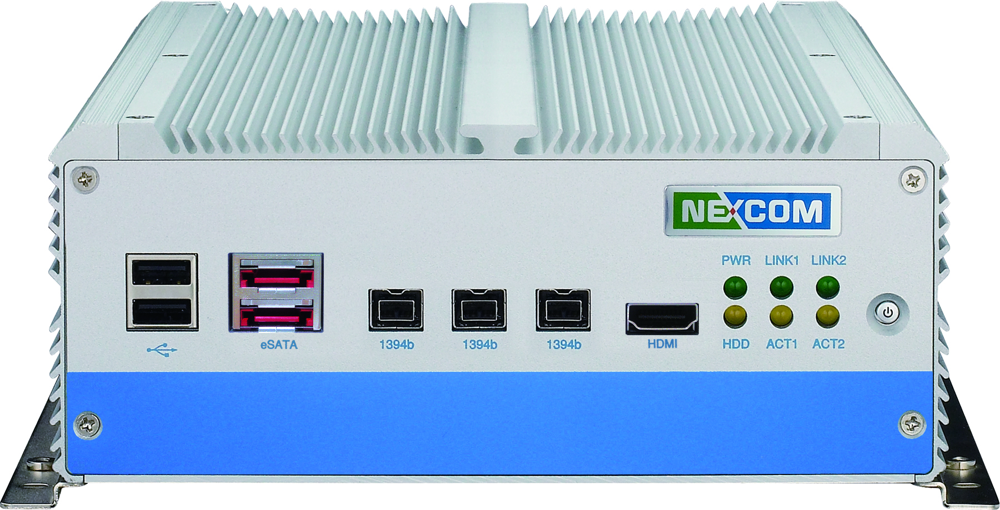 NEXCOM
PWR LINK1 LINK2
eSATA
1394b
1394b
1394b
HDMI
HDD ACT1 ACT2